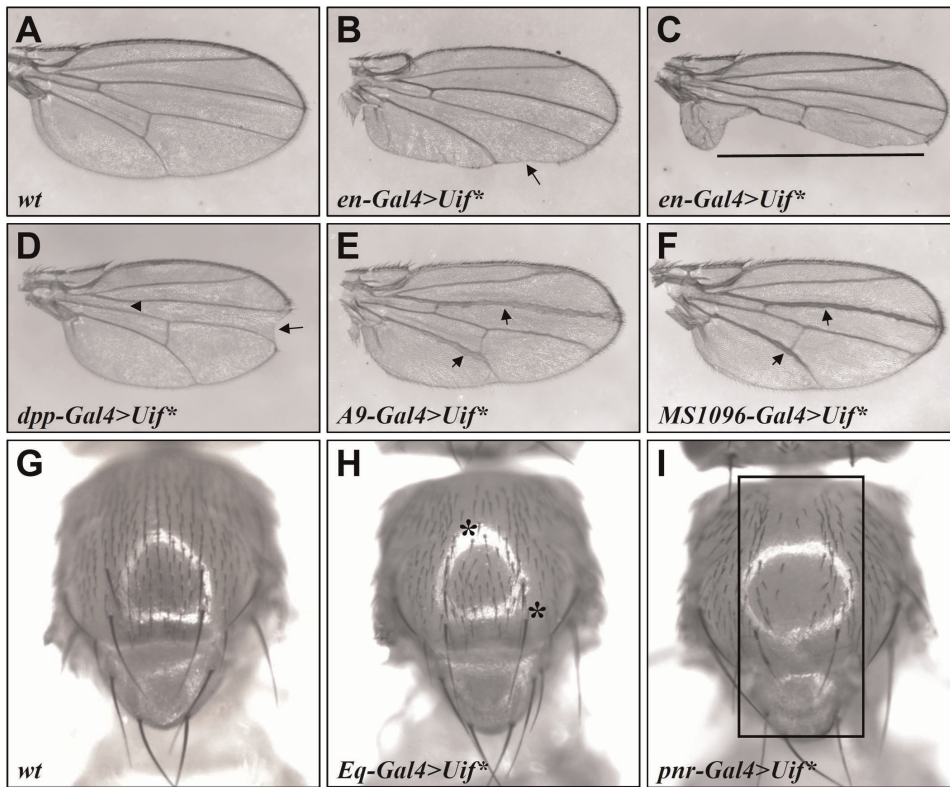 A
wt
B
en-Gal4>Uif*
C
en-Gal4>Uif*
D
dpp-Gal4>Uif*
E
A9-Gal4>Uif*
F
MS1096-Gal4>Uif*
G
wt
H
*
*
Eq-Gal4>Uif*
I
pnr-Gal4>Uif*